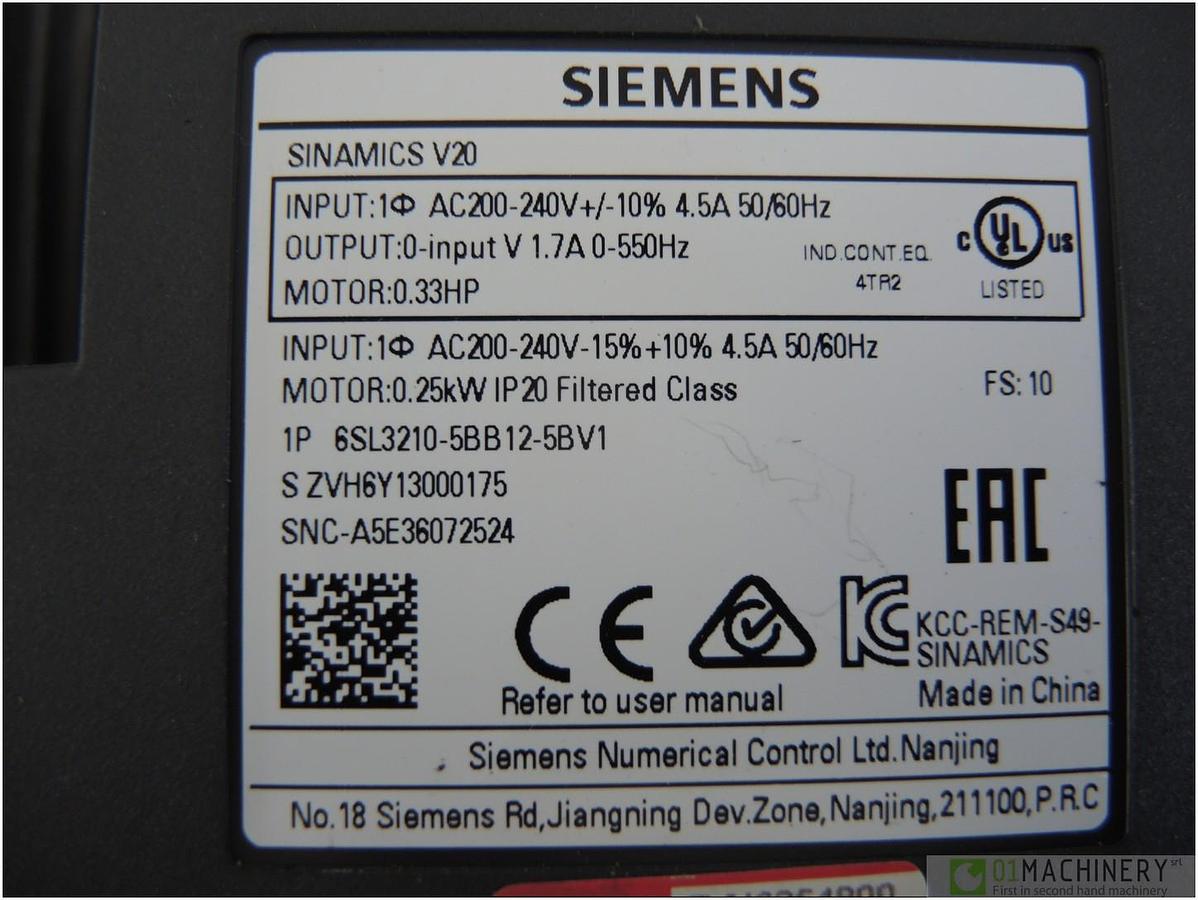 SIEMENS
SINAMICS V20
INPUT:1Φ AC200-240V+/-10% 4.5A 50/60Hz
OUTPUT:0-input V 1.7A 0-550Hz
MOTOR:0.33HP
IND.CONT.EQ.
4TR2
C UL US
LISTED
INPUT:1Φ AC200-240V-15%+10% 4.5A 50/60Hz
MOTOR:0.25kW IP20 Filtered Class
FS: 10
1P 6SL3210-5BB12-5BV1
S ZVH6Y13000175
SNC-A5E36072524
EAC
CE
KC
KCC-REM-S49-
SINAMICS
Refer to user manual
Made in China
Siemens Numerical Control Ltd.Nanjing
No.18 Siemens Rd,Jiangning Dev.Zone,Nanjing,211100,P.R.C
01MACHINERY srl
First in second hand machinery